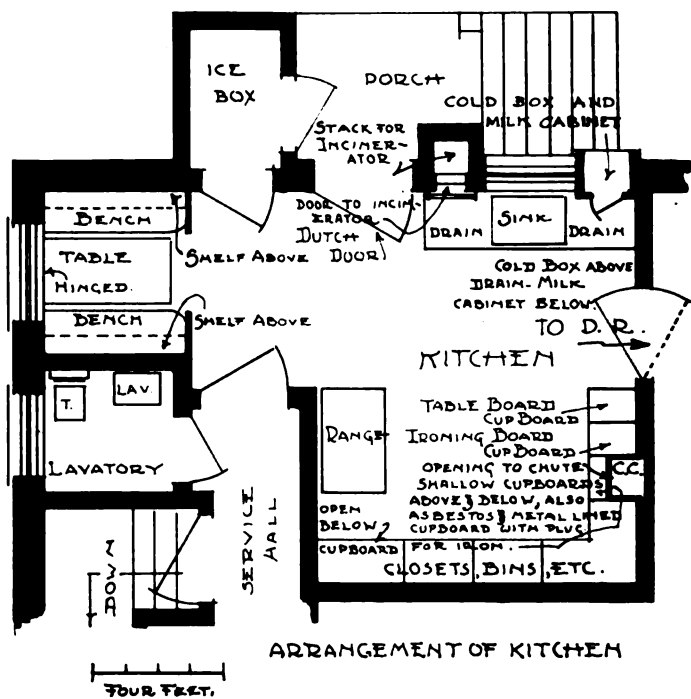 ICE
BOX
PORCH
COLD BOX AND
MILK CABINET
STACK FOR
INCINER-
ATOR
DOOR TO INCIN-
ERATOR
DUTCH
DOOR
DRAIN
SINK
DRAIN
BENCH
SHELF ABOVE
TABLE
HINGED.
BENCH
SHELF ABOVE
COLD BOX ABOVE
DRAIN-MILK
CABINET BELOW.
TO D.R.
KITCHEN
T.
LAV.
LAVATORY
RANGE
TABLE BOARD
CUPBOARD
IRONING BOARD
CUPBOARD
OPENING TO CHUTE
SHALLOW CUPBOARDS
ABOVE & BELOW, ALSO
ASBESTOS & METAL LINED
CUPBOARD WITH PLUG
FOR IRON.
C.C.
OPEN
BELOW
CUPBOARD
CLOSETS, BINS, ETC.
SERVICE
HALL
DOWN
ARRANGEMENT OF KITCHEN
FOUR FEET.